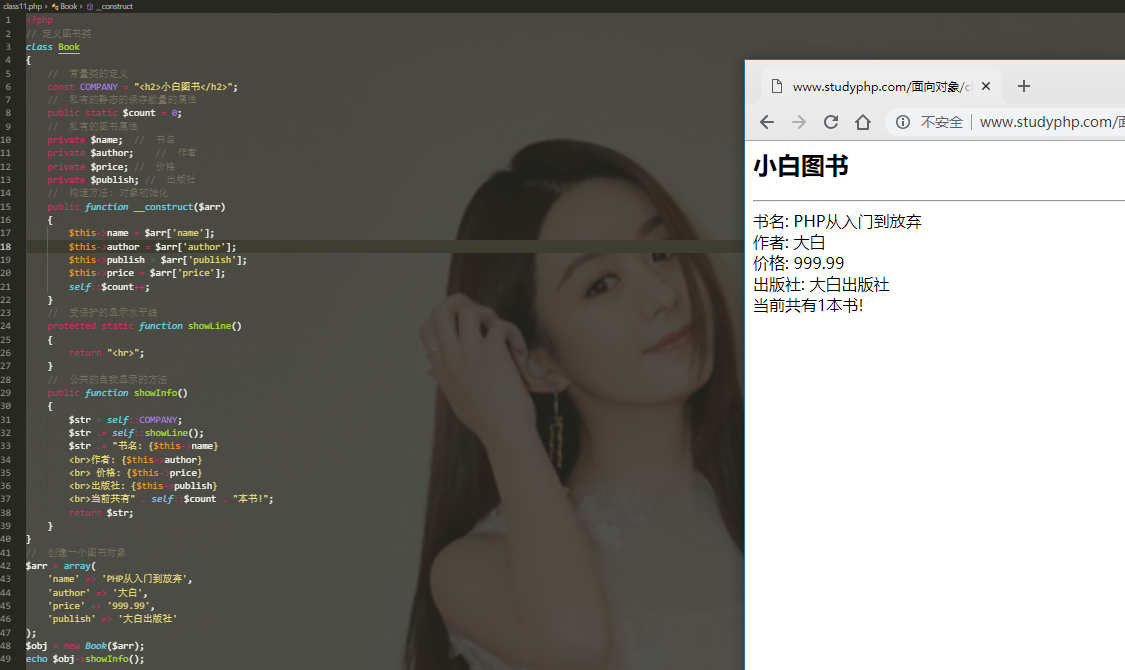 class11.php › Book › __construct
1 <?php
2 // 定义图书类
3 class Book
4 {
5 // 常量类的定义
6 const COMPANY = "<h2>小白图书</h2>";
7 // 私有的静态的保存数量的属性
8 public static $count = 0;
9 // 私有的图书属性
10 private $name; // 书名
11 private $author; // 作者
12 private $price; // 价格
13 private $publish; // 出版社
14 // 构造方法: 对象初始化
15 public function __construct($arr)
16 {
17 $this->name = $arr['name'];
18 $this->author = $arr['author'];
19 $this->publish = $arr['publish'];
20 $this->price = $arr['price'];
21 self::$count++;
22 }
23 // 受保护的显示水平线
24 protected static function showLine()
25 {
26 return "<hr>";
27 }
28 // 公共的自我显示的方法
29 public function showInfo()
30 {
31 $str = self::COMPANY;
32 $str .= self::showLine();
33 $str .= "书名: {$this->name}
34 <br>作者: {$this->author}
35 <br> 价格: {$this->price}
36 <br>出版社: {$this->publish}
37 <br>当前共有" . self::$count . "本书!";
38 return $str;
39 }
40 }
41 // 创建一个图书对象
42 $arr = array(
43 'name' => 'PHP从入门到放弃',
44 'author' => '大白',
45 'price' => '999.99',
46 'publish' => '大白出版社'
47 );
48 $obj = new Book($arr);
49 echo $obj->showInfo();
www.studyphp.com/面向对象/cl
不安全 | www.studyphp.com/面
小白图书
书名: PHP从入门到放弃
作者: 大白
价格: 999.99
出版社: 大白出版社
当前共有1本书!